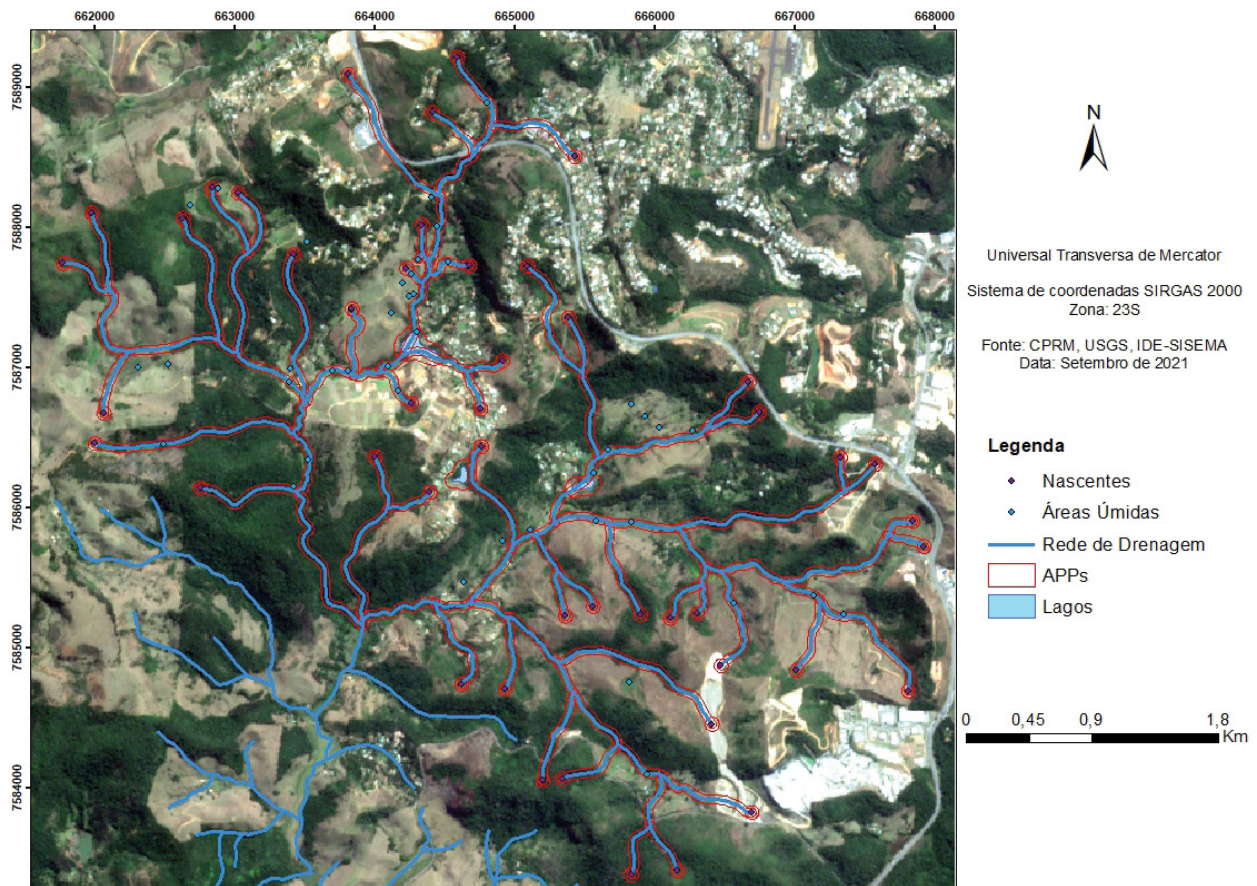 662000 663000 664000 665000 666000 667000 668000
7589000
7588000
7587000
7586000
7585000
7584000
N
Universal Transversa de Mercator
Sistema de coordenadas SIRGAS 2000
Zona: 23S
Fonte: CPRM, USGS, IDE-SISEMA
Data: Setembro de 2021
Legenda
Nascentes
Áreas Úmidas
Rede de Drenagem
APPs
Lagos
0 0,45 0,9 1,8
Km